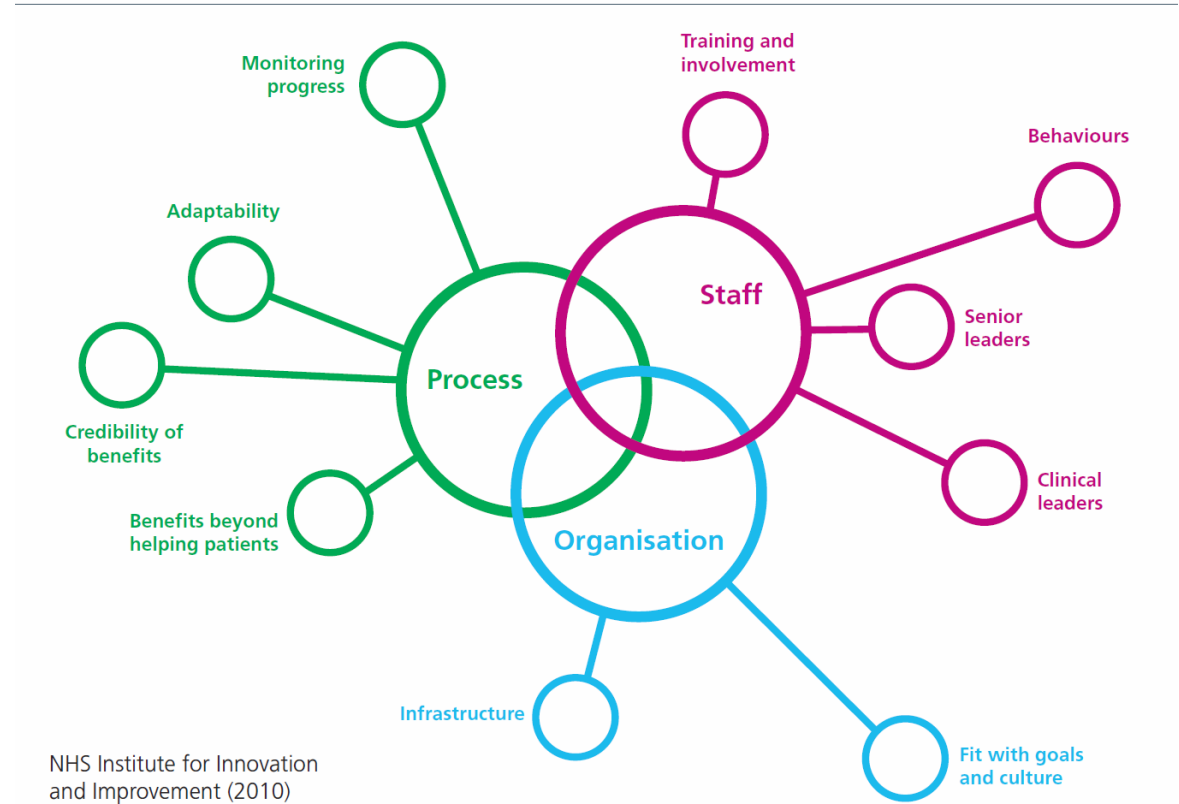 Monitoring
progress
Training and
involvement
Behaviours
Adaptability
Staff
Senior
leaders
Process
Credibility of
benefits
Clinical
leaders
Benefits beyond
helping patients
Organisation
Infrastructure
Fit with goals
and culture
NHS Institute for Innovation
and Improvement (2010)